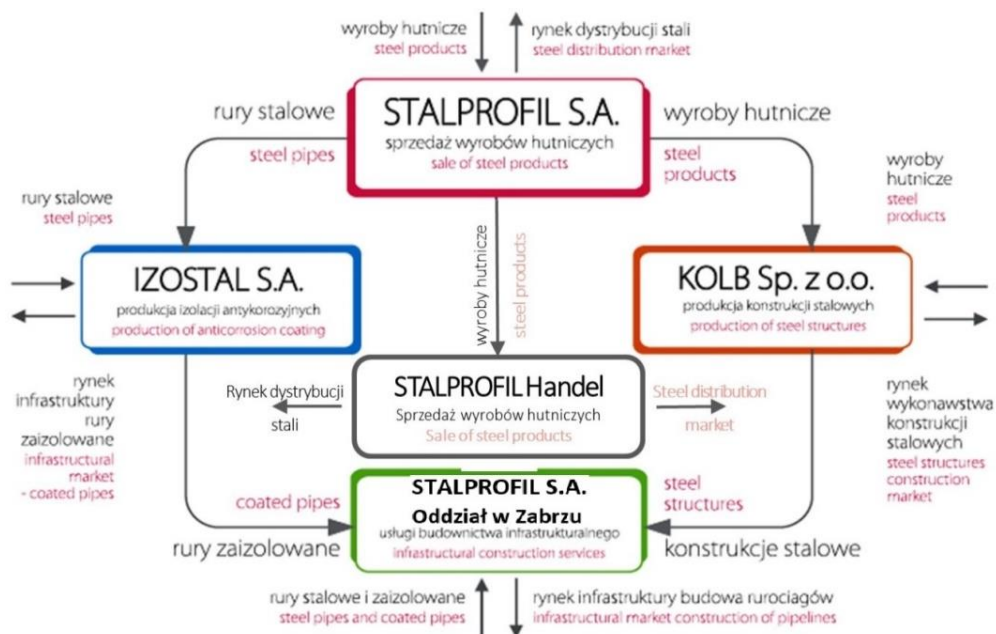 wyroby hutnicze
steel products
rynek dystrybucji stali
steel distribution market
STALPROFIL S.A.
sprzedaż wyrobów hutniczych
sale of steel products
rury stalowe
steel pipes
wyroby hutnicze
steel
products
rury stalowe
steel pipes
wyroby
hutnicze
steel
products
IZOSTAL S.A.
produkcja izolacji antykorozyjnych
production of anticorrosion coating
wyroby hutnicze
steel products
KOLB Sp. z o.o.
produkcja konstrukcji stalowych
production of steel structures
rynek
infrastruktury
rury
zaizolowane
infrastructural
market
- coated pipes
Rynek dystrybucji
stali
STALPROFIL Handel
Sprzedaż wyrobów hutniczych
Sale of steel products
Steel distribution
market
rynek
wykonawstwa
konstrukcji
stalowych
steel structures
construction
market
coated pipes
rury zaizolowane
STALPROFIL S.A.
Oddział w Zabrzu
usługi budownictwa infrastrukturalnego
infrastructural construction services
steel
structures
konstrukcje stalowe
rury stalowe i zaizolowane
steel pipes and coated pipes
rynek infrastruktury budowa rurociągów
infrastructural market construction of pipelines